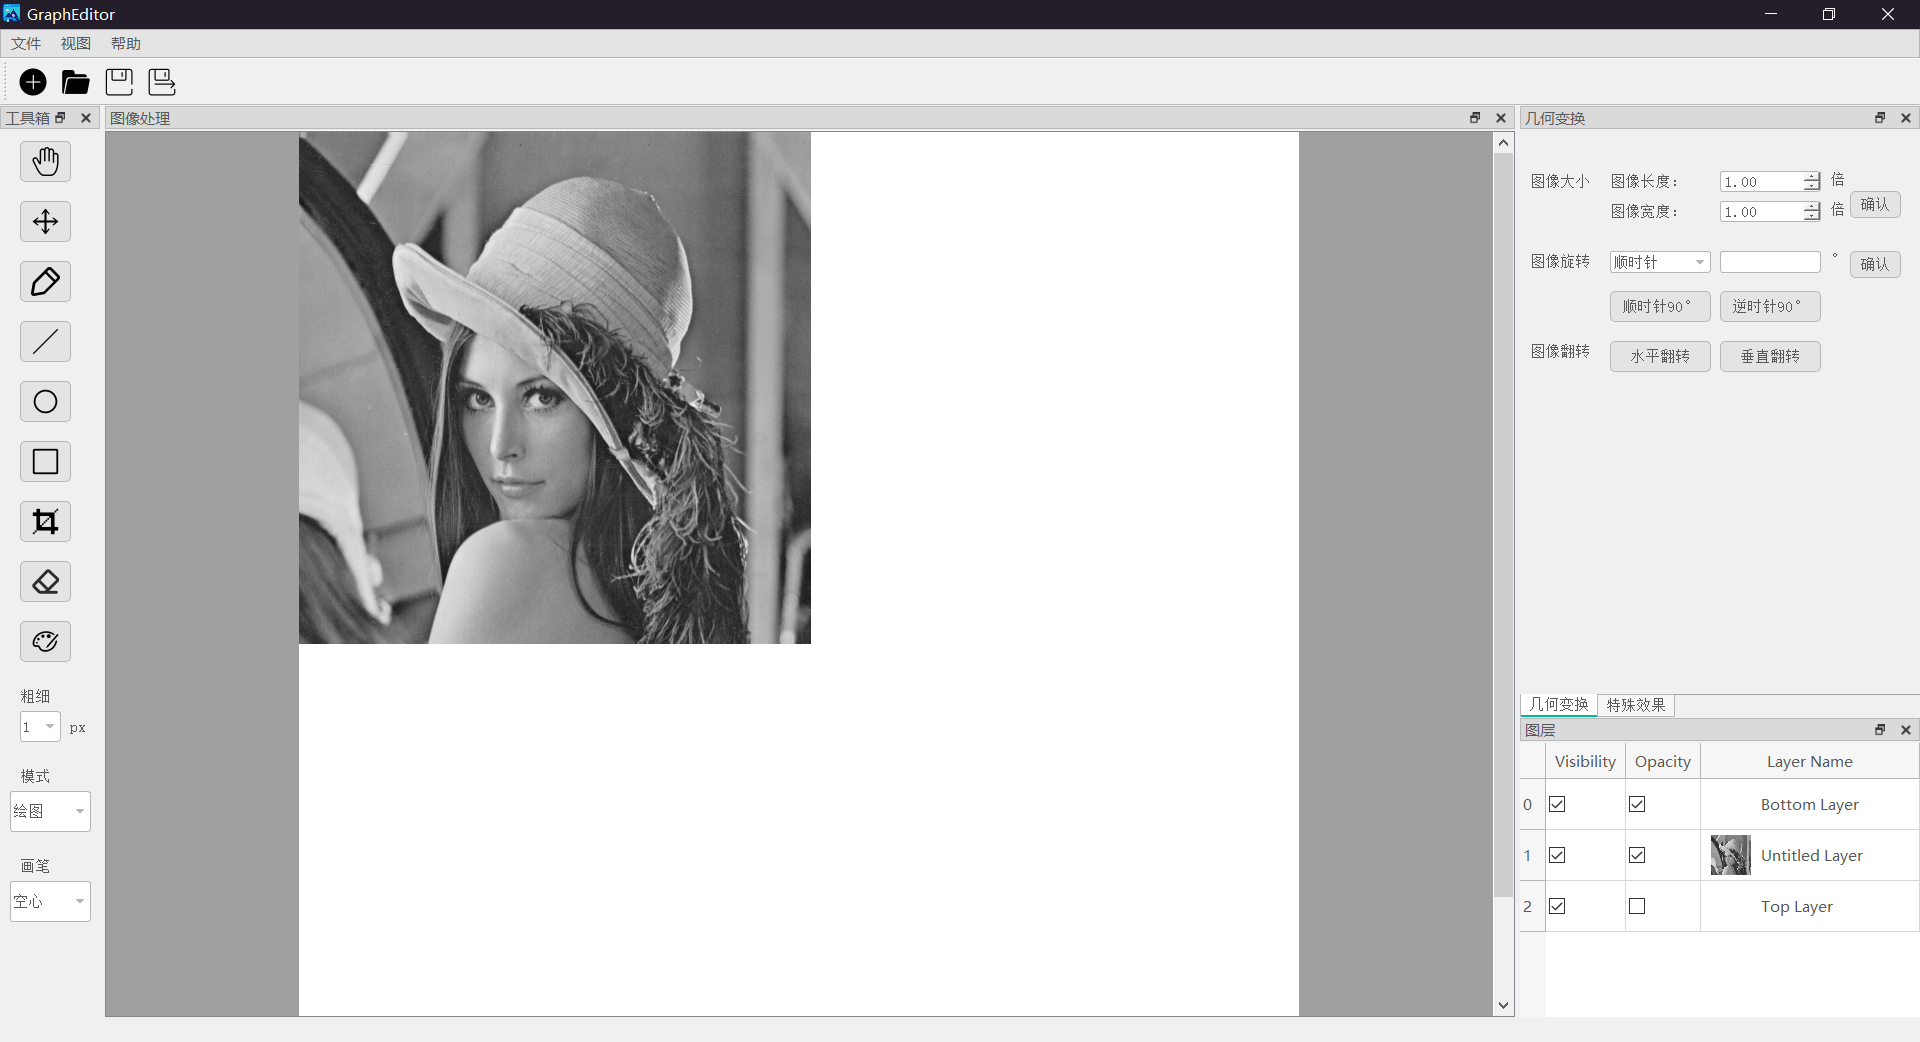 GraphEditor
文件 视图 帮助
工具箱
图像处理
几何变换
图像大小 图像长度： 1.00 倍
图像宽度： 1.00 倍 确认
图像旋转 顺时针 ° 确认
顺时针90° 逆时针90°
图像翻转 水平翻转 垂直翻转
粗细
1 px
模式
绘图
画笔
空心
几何变换 特殊效果
图层
Visibility Opacity Layer Name
0 Bottom Layer
1 Untitled Layer
2 Top Layer